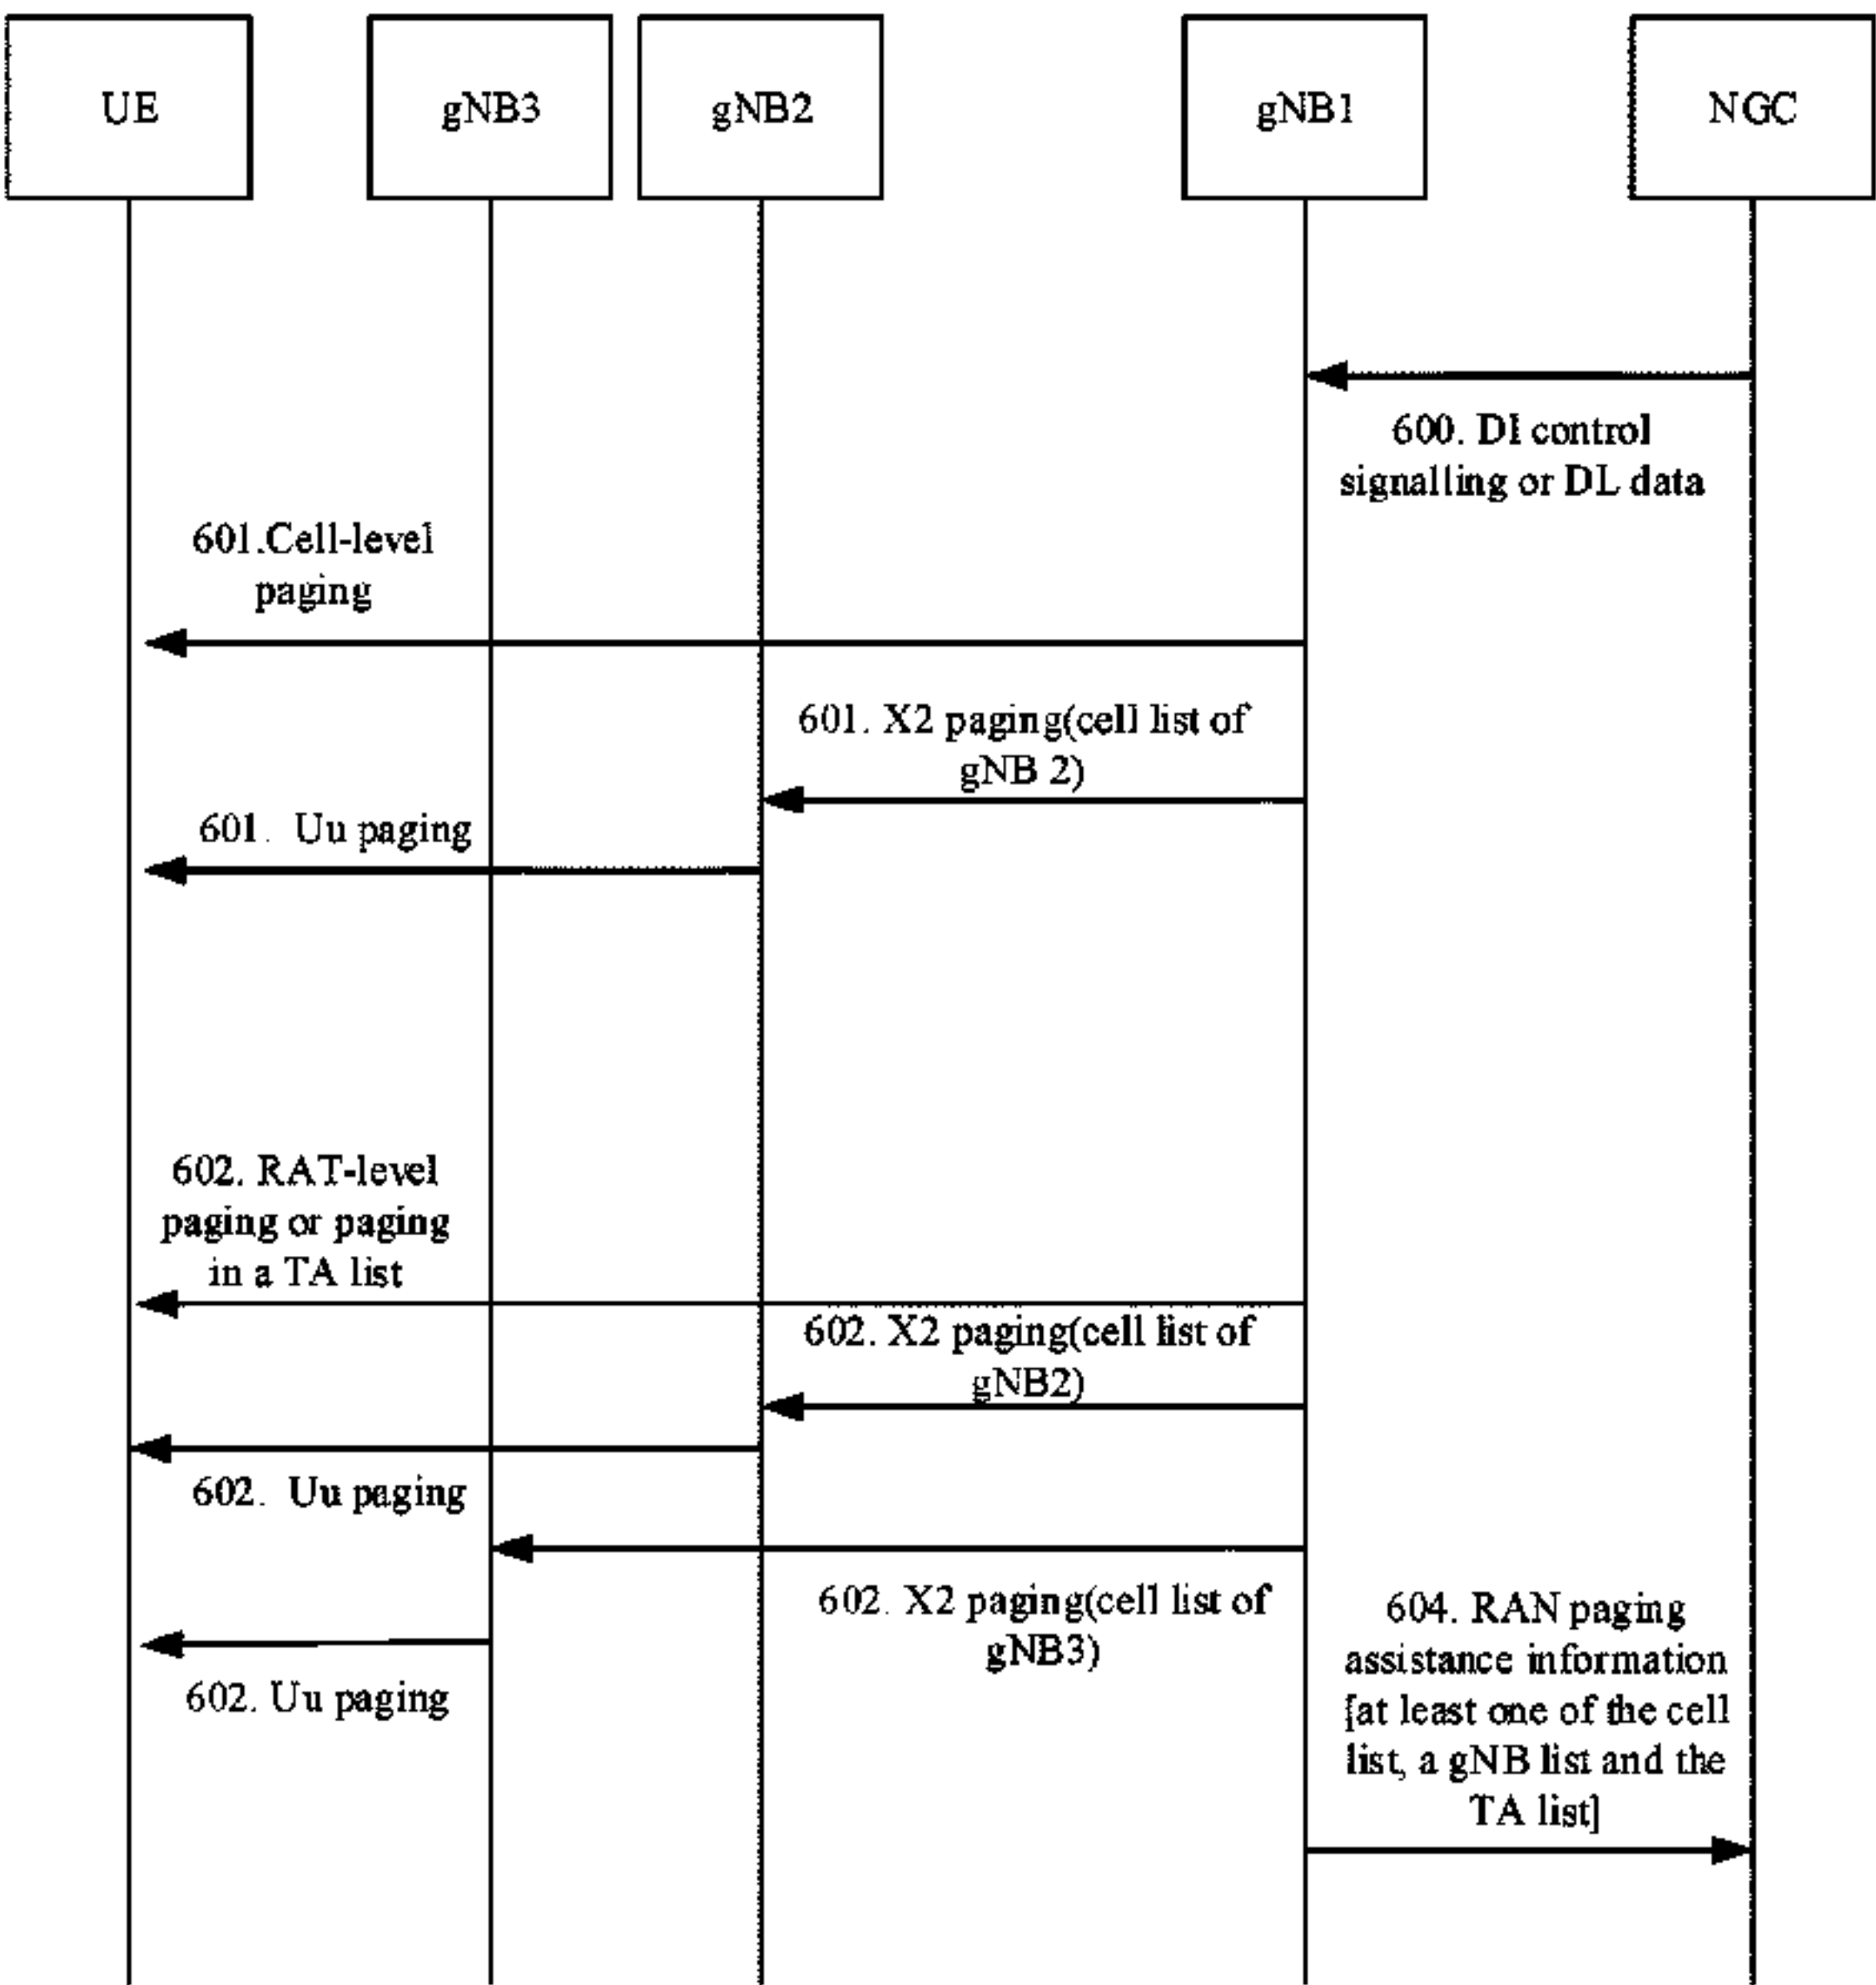 UE
gNB3
gNB2
gNB1
NGC
600. DI control
signalling or DL data
601.Cell-level
paging
601. X2 paging(cell list of
gNB 2)
601. Uu paging
602. RAT-level
paging or paging
in a TA list
602. X2 paging(cell list of
gNB2)
602. Uu paging
602. X2 paging(cell list of
gNB3)
602. Uu paging
604. RAN paging
assistance information
[at least one of the cell
list, a gNB list and the
TA list]